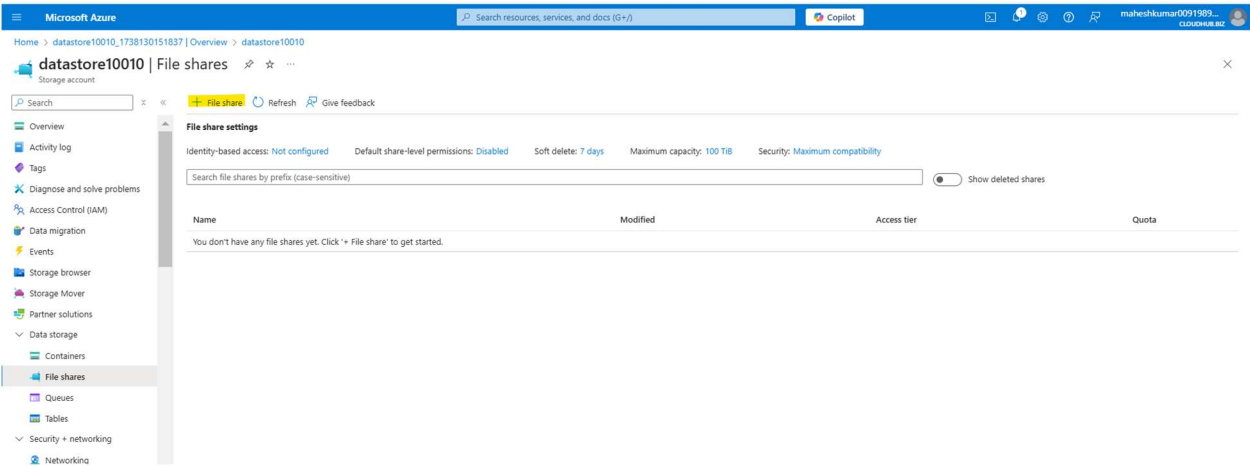 Microsoft Azure
Search resources, services, and docs (G+/)
Copilot
1
maheshkumar0091989...
CLOUDHUB.BIZ
Home > datastore10010_1738130151837 | Overview > datastore10010
datastore10010 | File shares
Storage account
Search
+ File share Refresh Give feedback
Overview
Activity log
Tags
Diagnose and solve problems
Access Control (IAM)
Data migration
Events
Storage browser
Storage Mover
Partner solutions
Data storage
Containers
File shares
Queues
Tables
Security + networking
Networking
File share settings
Identity-based access: Not configured Default share-level permissions: Disabled Soft delete: 7 days Maximum capacity: 100 TiB Security: Maximum compatibility
Search file shares by prefix (case-sensitive)
Show deleted shares
Name Modified Access tier Quota
You don't have any file shares yet. Click '+ File share' to get started.